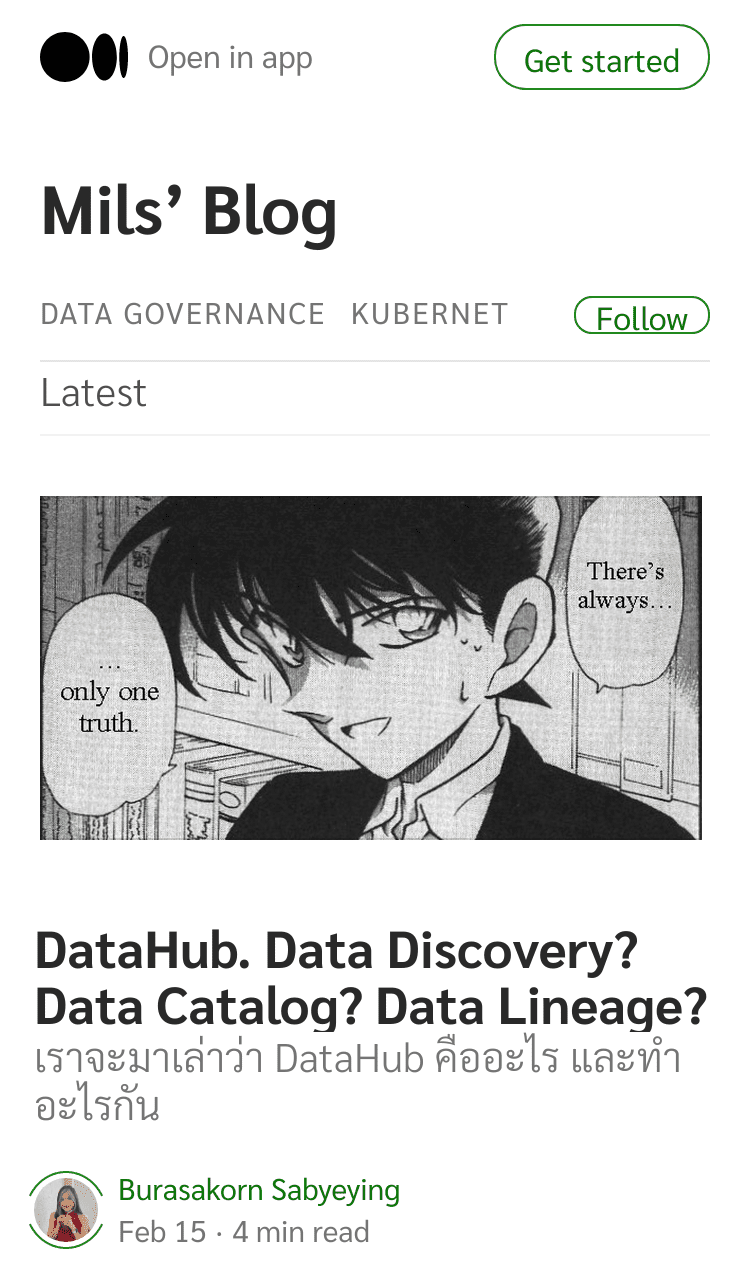 Open in app
Get started
Mils’ Blog
DATA GOVERNANCE KUBERNET
Follow
Latest
There’s
always…
…
only one
truth.
DataHub. Data Discovery?
Data Catalog? Data Lineage?
เราจะมาเล่าว่า DataHub คืออะไร และทำ
อะไรกัน
Burasakorn Sabyeying
Feb 15 · 4 min read